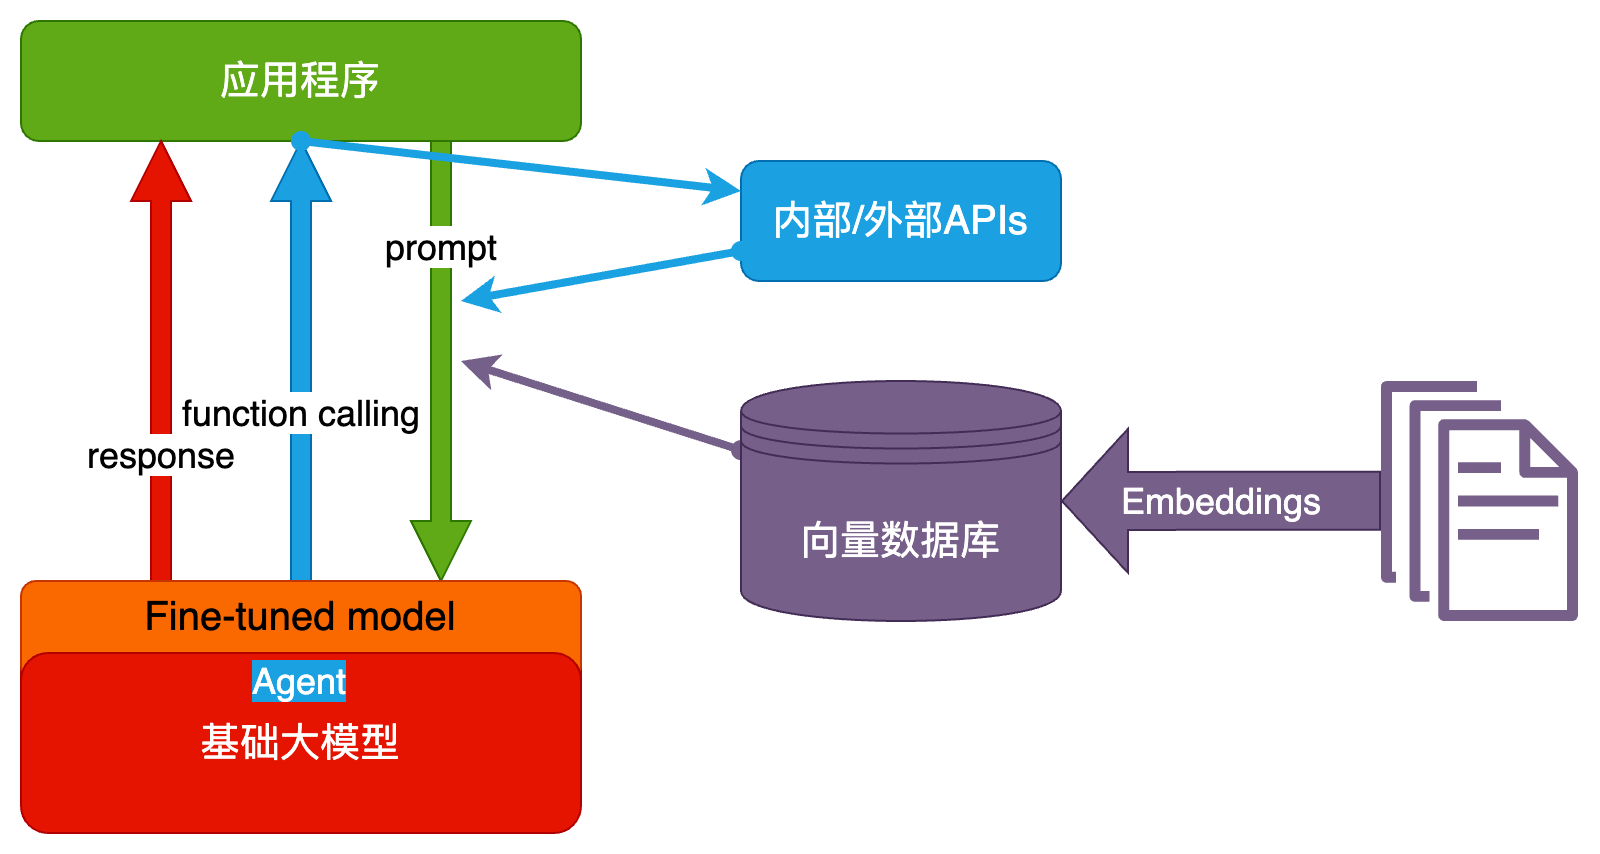 应用程序
内部/外部APIs
prompt
function calling
response
Embeddings
向量数据库
Fine-tuned model
Agent
基础大模型